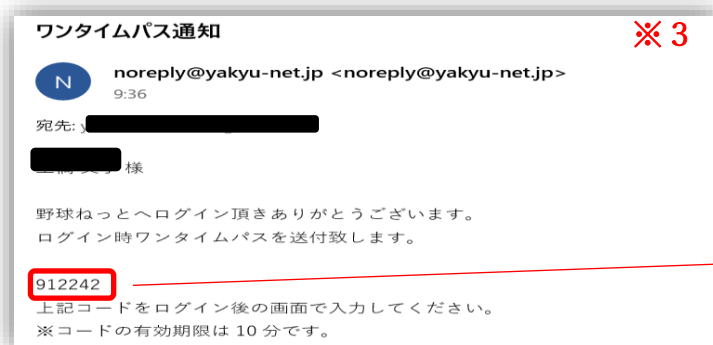 ワンタイムパス通知
※3
N
noreply@yakyu-net.jp <noreply@yakyu-net.jp>
9:36
宛先:
様
野球ねっとへログイン頂きありがとうございます。
ログイン時ワンタイムパスを送付致します。
912242
上記コードをログイン後の画面で入力してください。
※コードの有効期限は10分です。